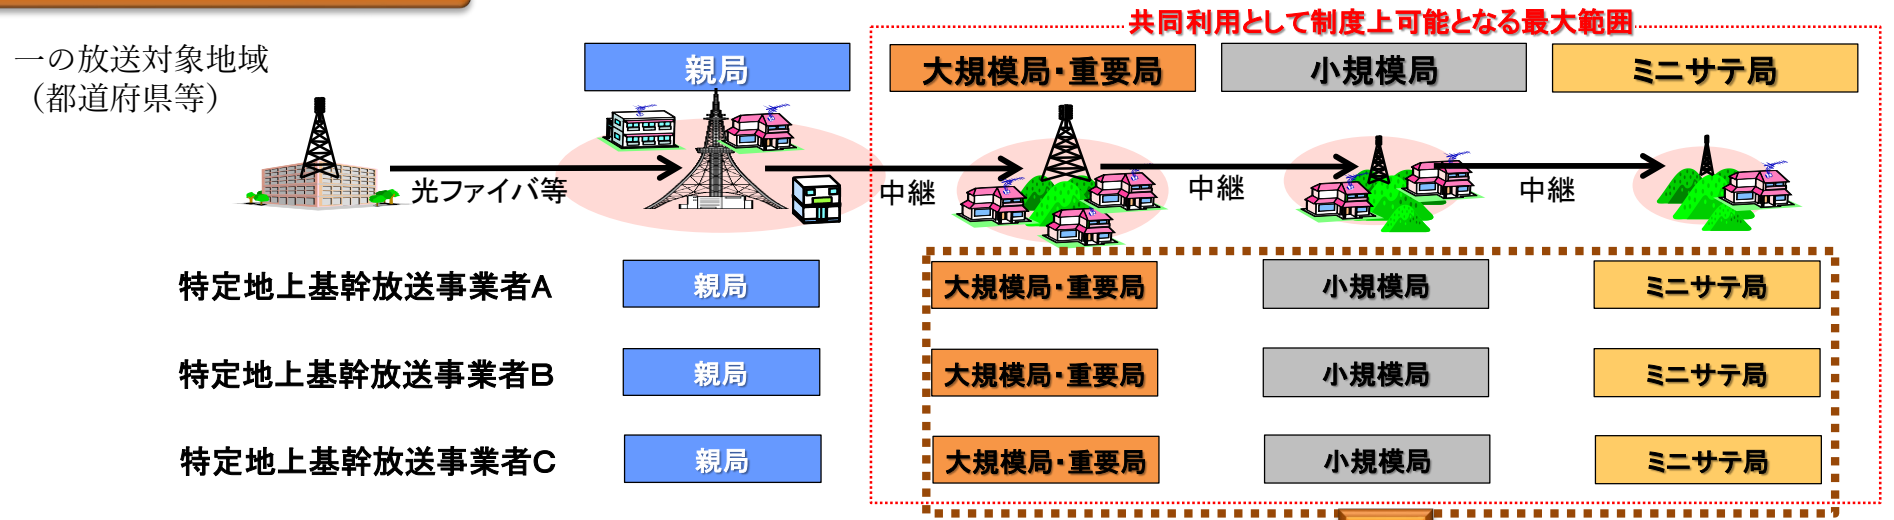 共同利用として制度上可能となる最大範囲
一の放送対象地域
（都道府県等）
親局
大規模局・重要局
小規模局
ミニサテ局
光ファイバ等
中継
中継
中継
特定地上基幹放送事業者A
親局
大規模局・重要局
小規模局
ミニサテ局
特定地上基幹放送事業者B
親局
大規模局・重要局
小規模局
ミニサテ局
特定地上基幹放送事業者C
親局
大規模局・重要局
小規模局
ミニサテ局